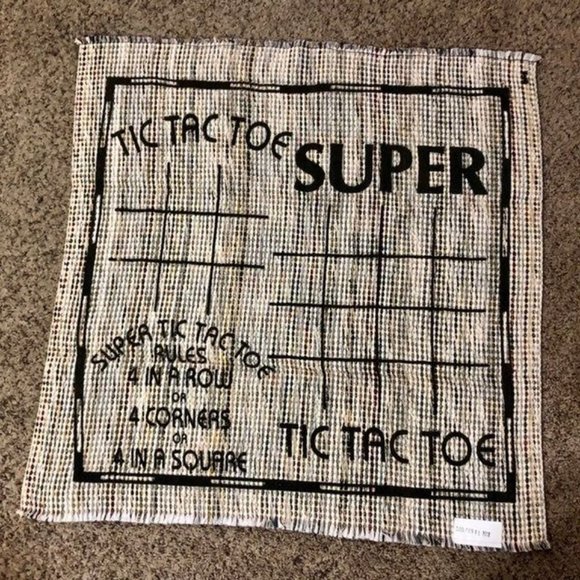 TIC TAC TOE
SUPER
SUPER TIC TAC TOE
RULES
4 IN A ROW
OR
4 CORNERS
OR
4 IN A SQUARE
TIC TAC TOE